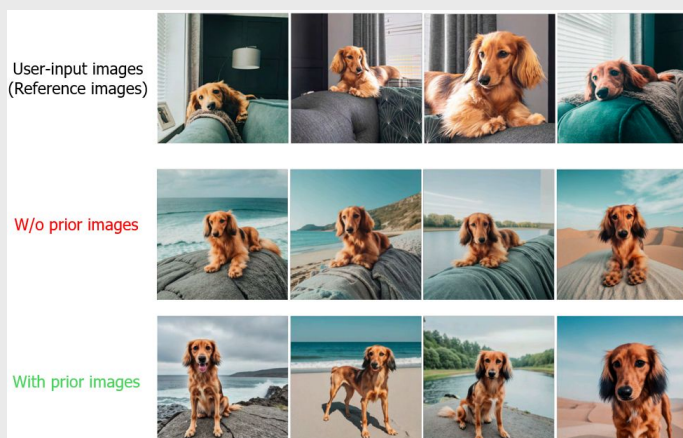 User-input images
(Reference images)
W/o prior images
With prior images